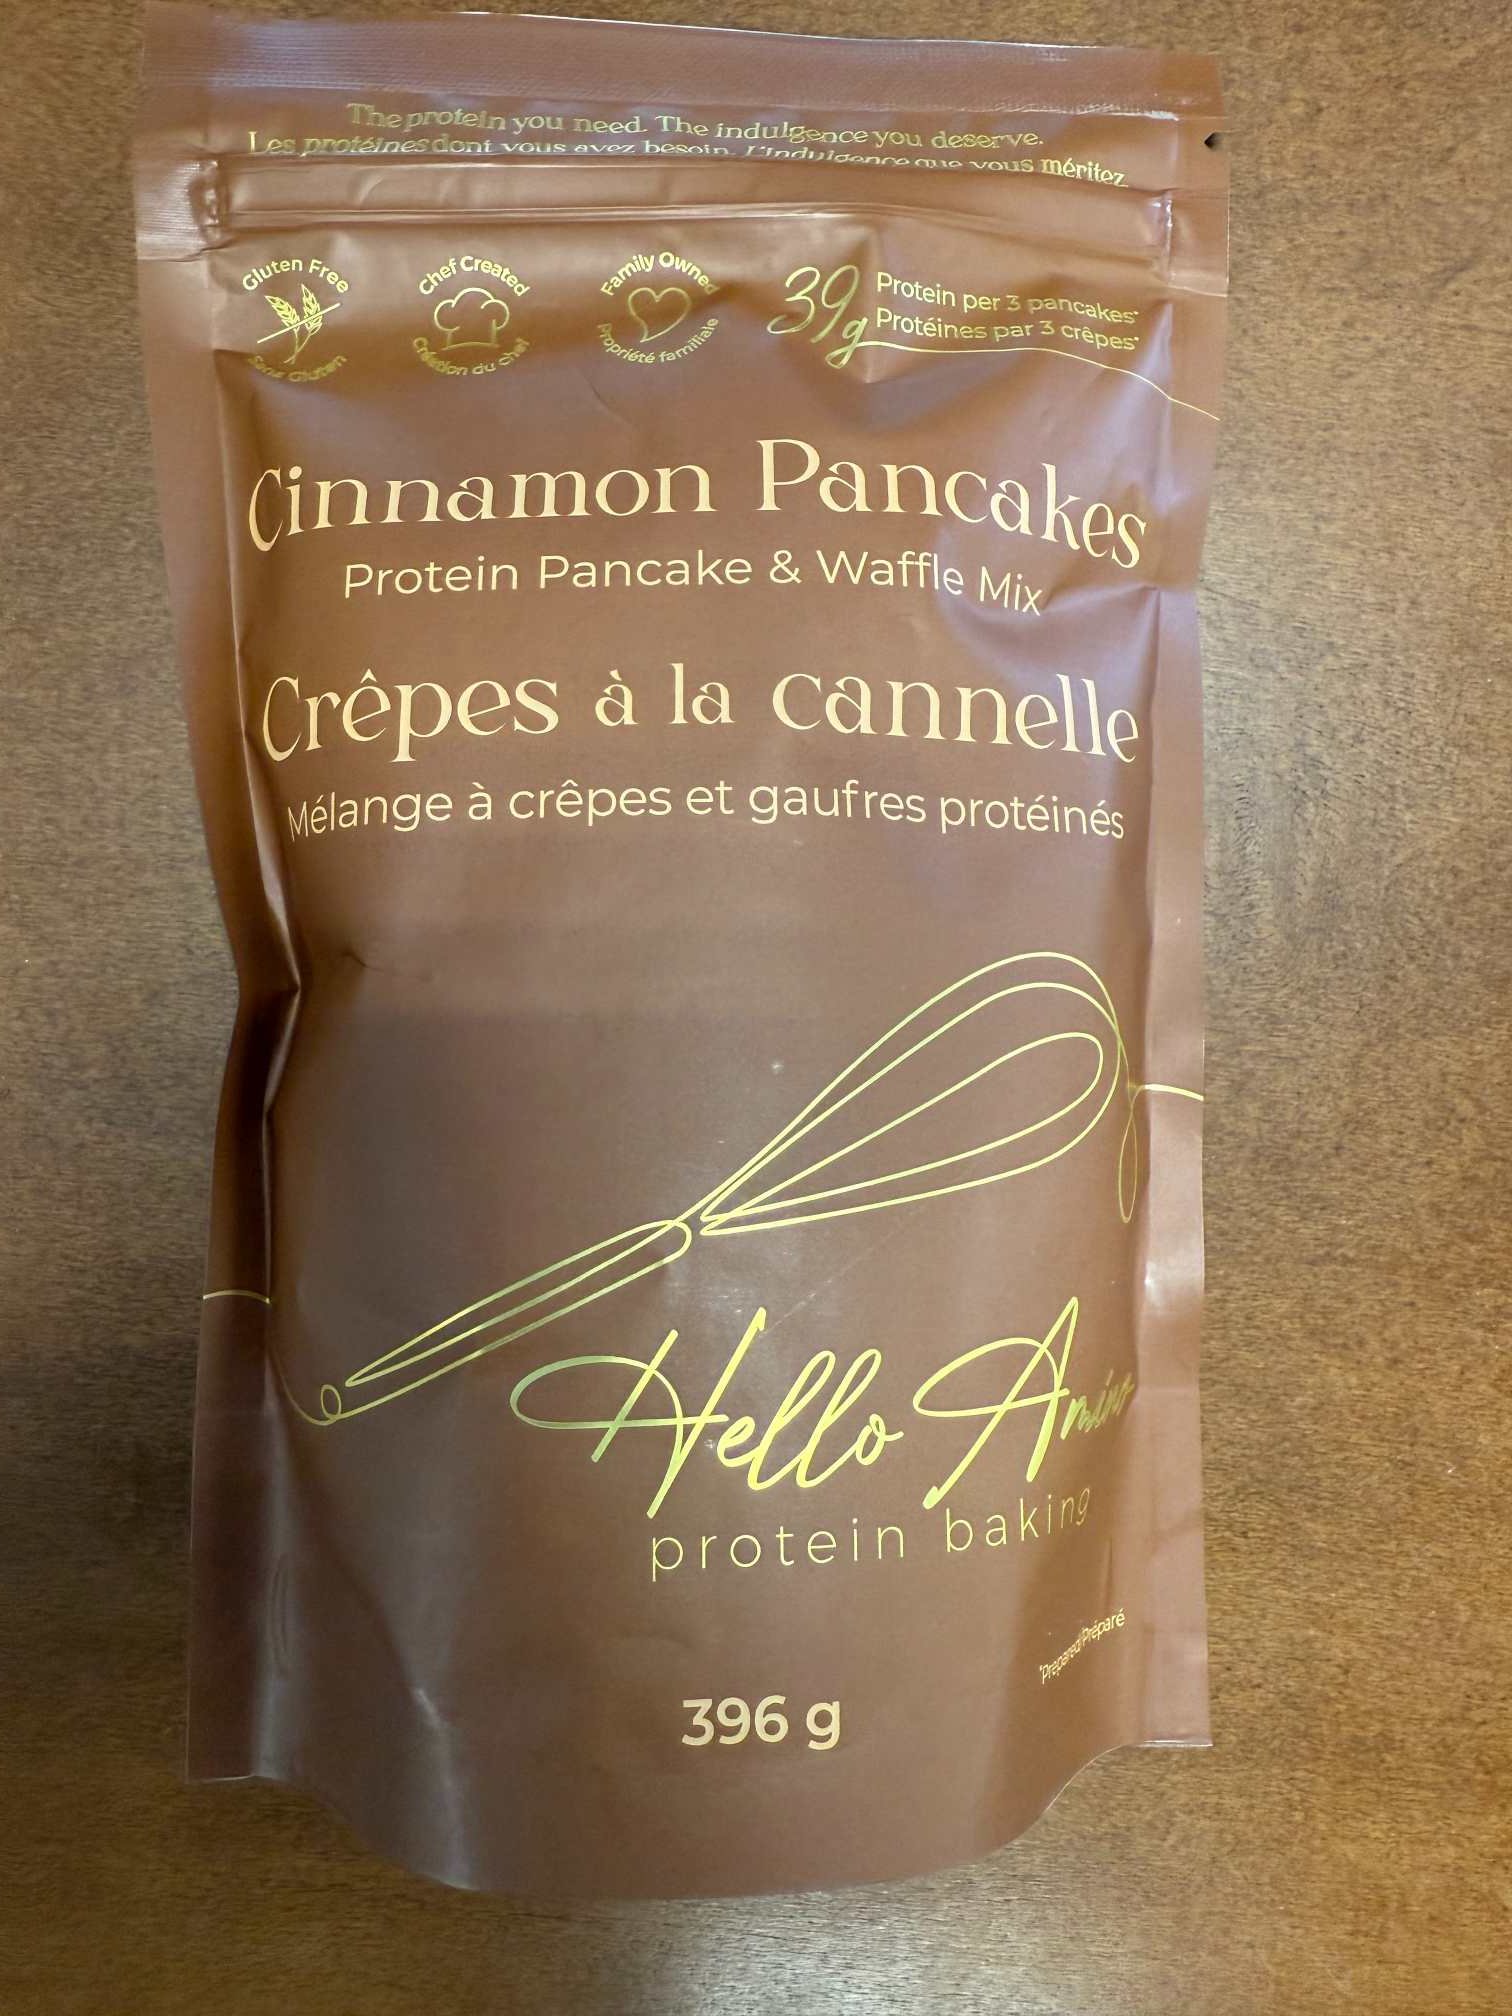 The protein you need. The indulgence you deserve.
Les protéines dont vous avez besoin. L'indulgence que vous méritez.
Gluten Free
Sans Gluten
Chef Created
Création du chef
Family Owned
Propriété familiale
39g
Protein per 3 pancakes*
Protéines par 3 crêpes*
Cinnamon Pancakes
Protein Pancake & Waffle Mix
Crêpes à la cannelle
Mélange à crêpes et gaufres protéinés
Hello Amino
protein baking
*Prepared/Préparé
396 g